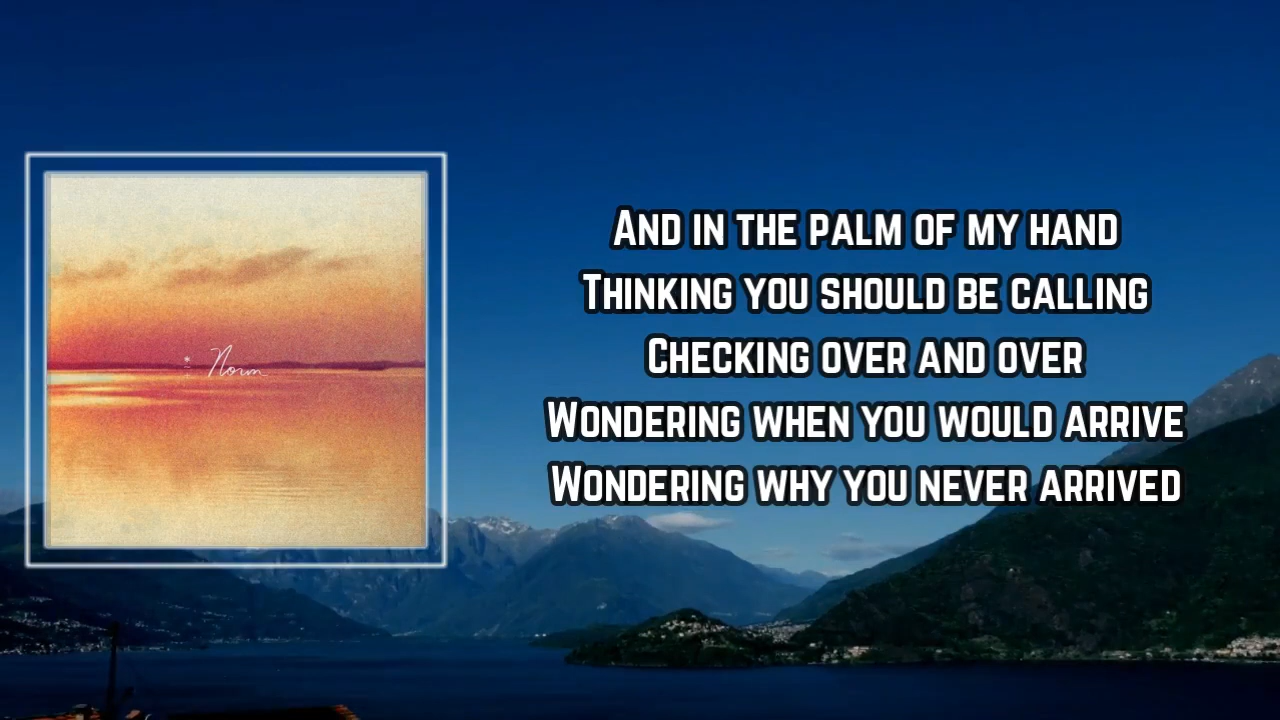 Norm
And in the palm of my hand
Thinking you should be calling
Checking over and over
Wondering when you would arrive
Wondering why you never arrived